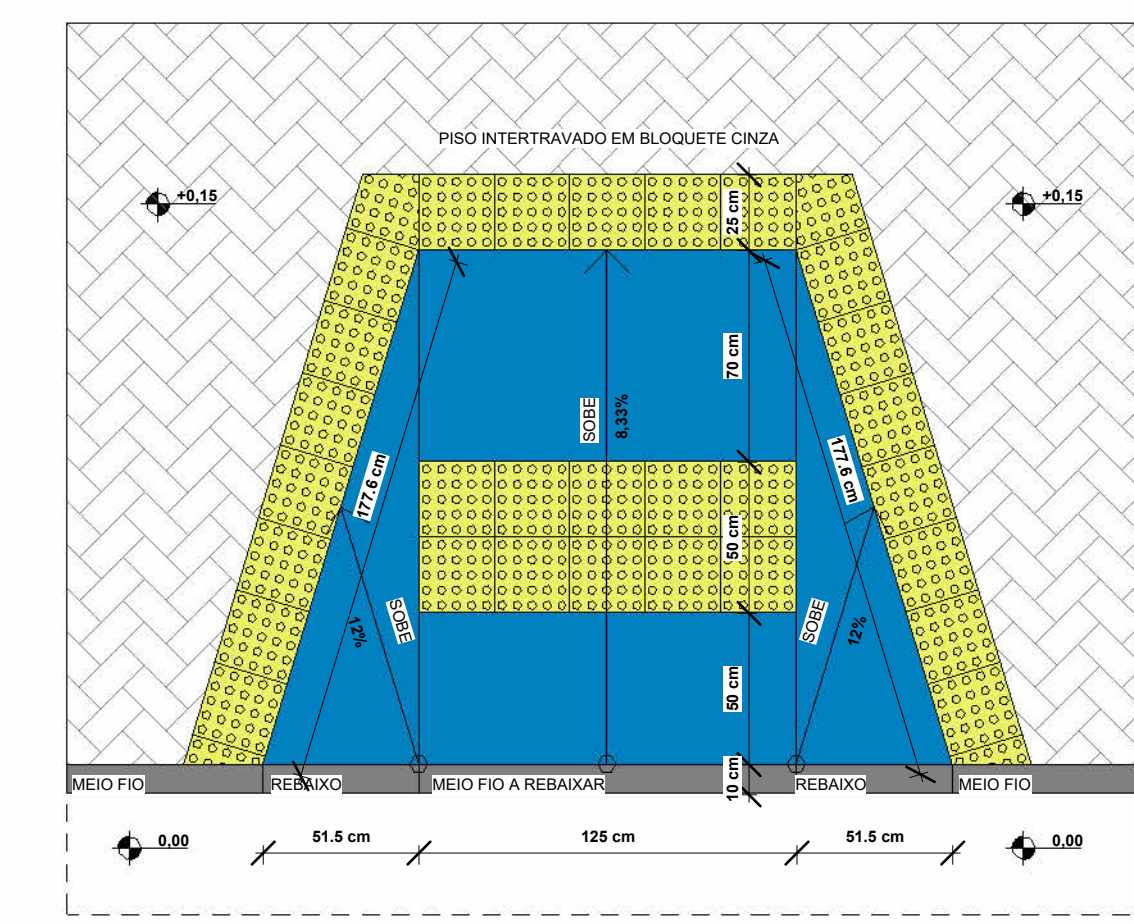 PISO INTERTRAVADO EM BLOQUETE CINZA
+0,15
+0,15
25 cm
70 cm
SOBE
8,33%
177.6 cm
177.6 cm
50 cm
SOBE
12%
SOBE
12%
50 cm
10 cm
MEIO FIO
REBAIXO
MEIO FIO A REBAIXAR
REBAIXO
MEIO FIO
0,00
51.5 cm
125 cm
51.5 cm
0,00